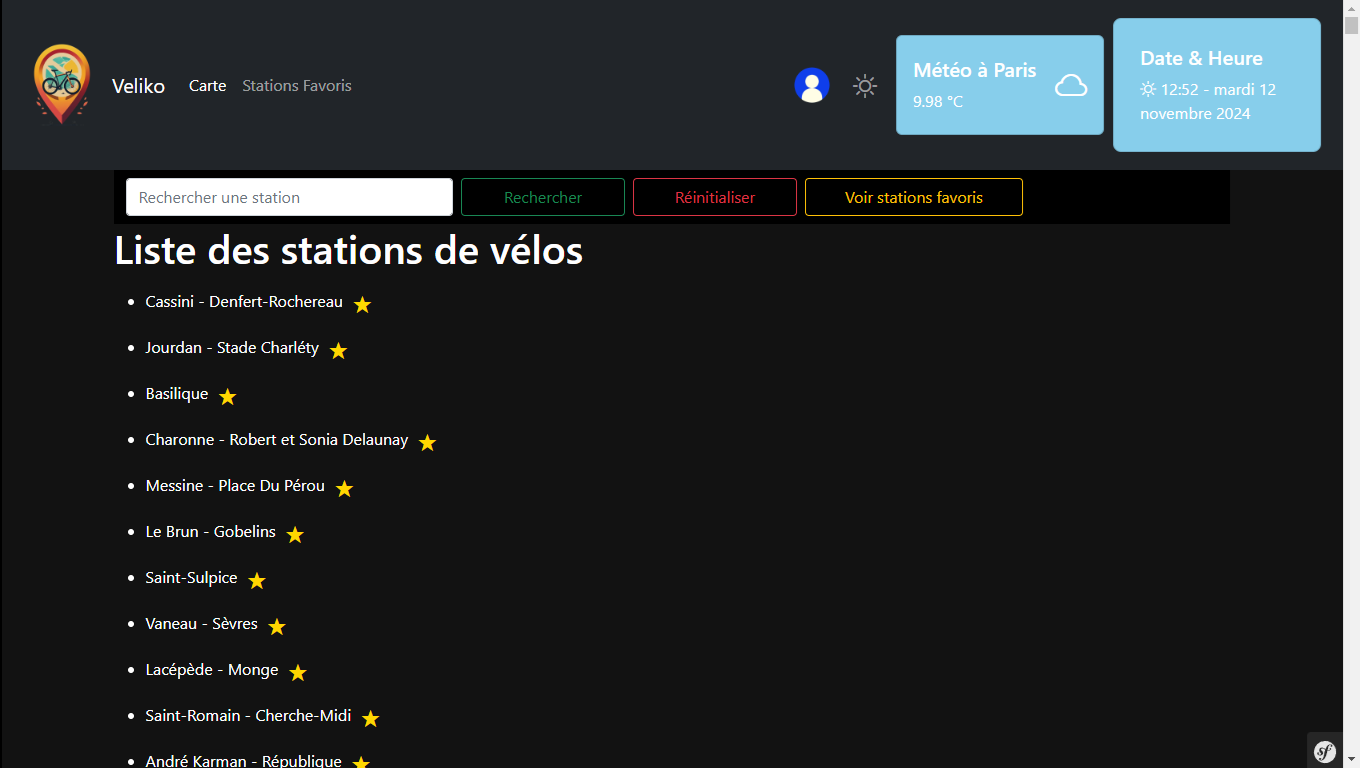 Veliko
Carte
Stations Favoris
Météo à Paris
9.98 °C
Date & Heure
12:52 - mardi 12
novembre 2024
Rechercher une station
Rechercher
Réinitialiser
Voir stations favoris
Liste des stations de vélos
Cassini - Denfert-Rochereau
Jourdan - Stade Charléty
Basilique
Charonne - Robert et Sonia Delaunay
Messine - Place Du Pérou
Le Brun - Gobelins
Saint-Sulpice
Vaneau - Sèvres
Lacépède - Monge
Saint-Romain - Cherche-Midi
André Karman - République
sf